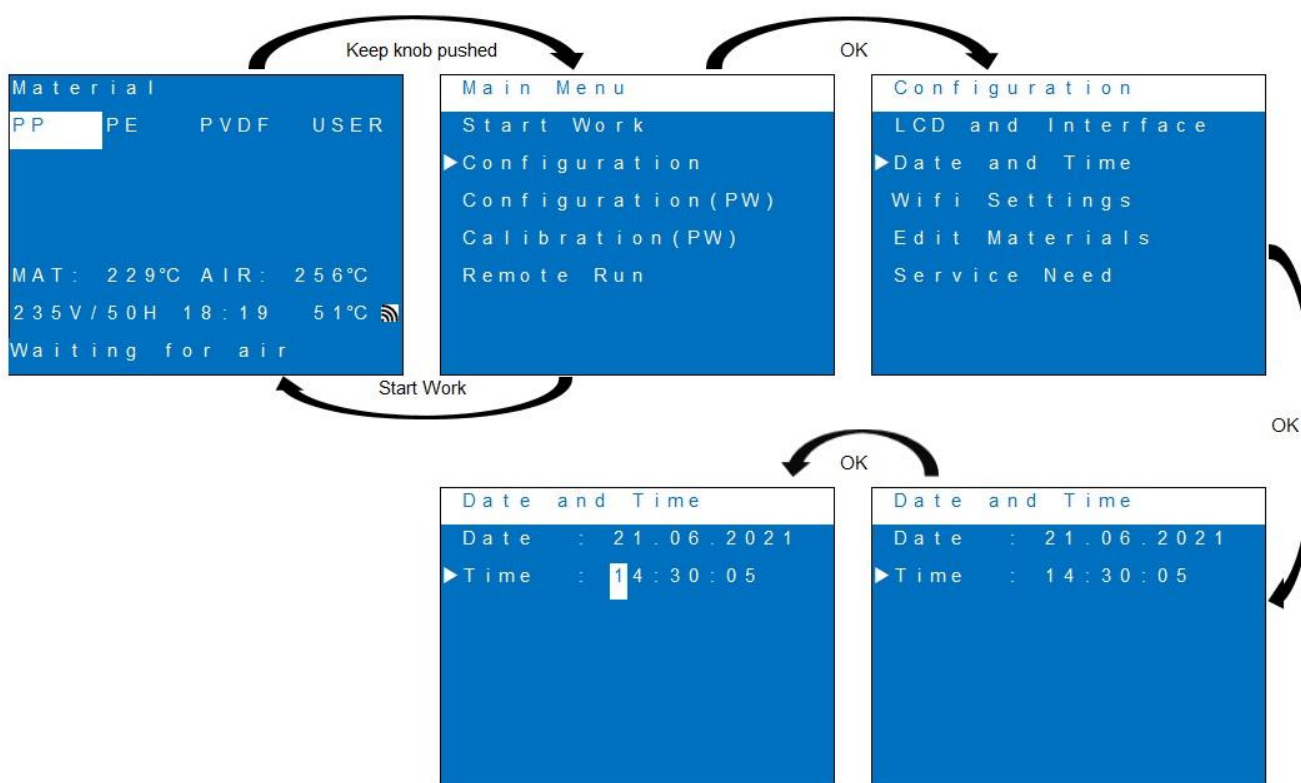 Keep knob pushed
OK
Material
PP PE PVDF USER
MAT: 229°C AIR: 256°C
235V/50H 18:19 51°C
Waiting for air
Main Menu
Start Work
Configuration
Configuration(PW)
Calibration(PW)
Remote Run
Configuration
LCD and Interface
Date and Time
Wifi Settings
Edit Materials
Service Need
Start Work
OK
OK
Date and Time
Date : 21.06.2021
Time : 14:30:05
Date and Time
Date : 21.06.2021
Time : 14:30:05